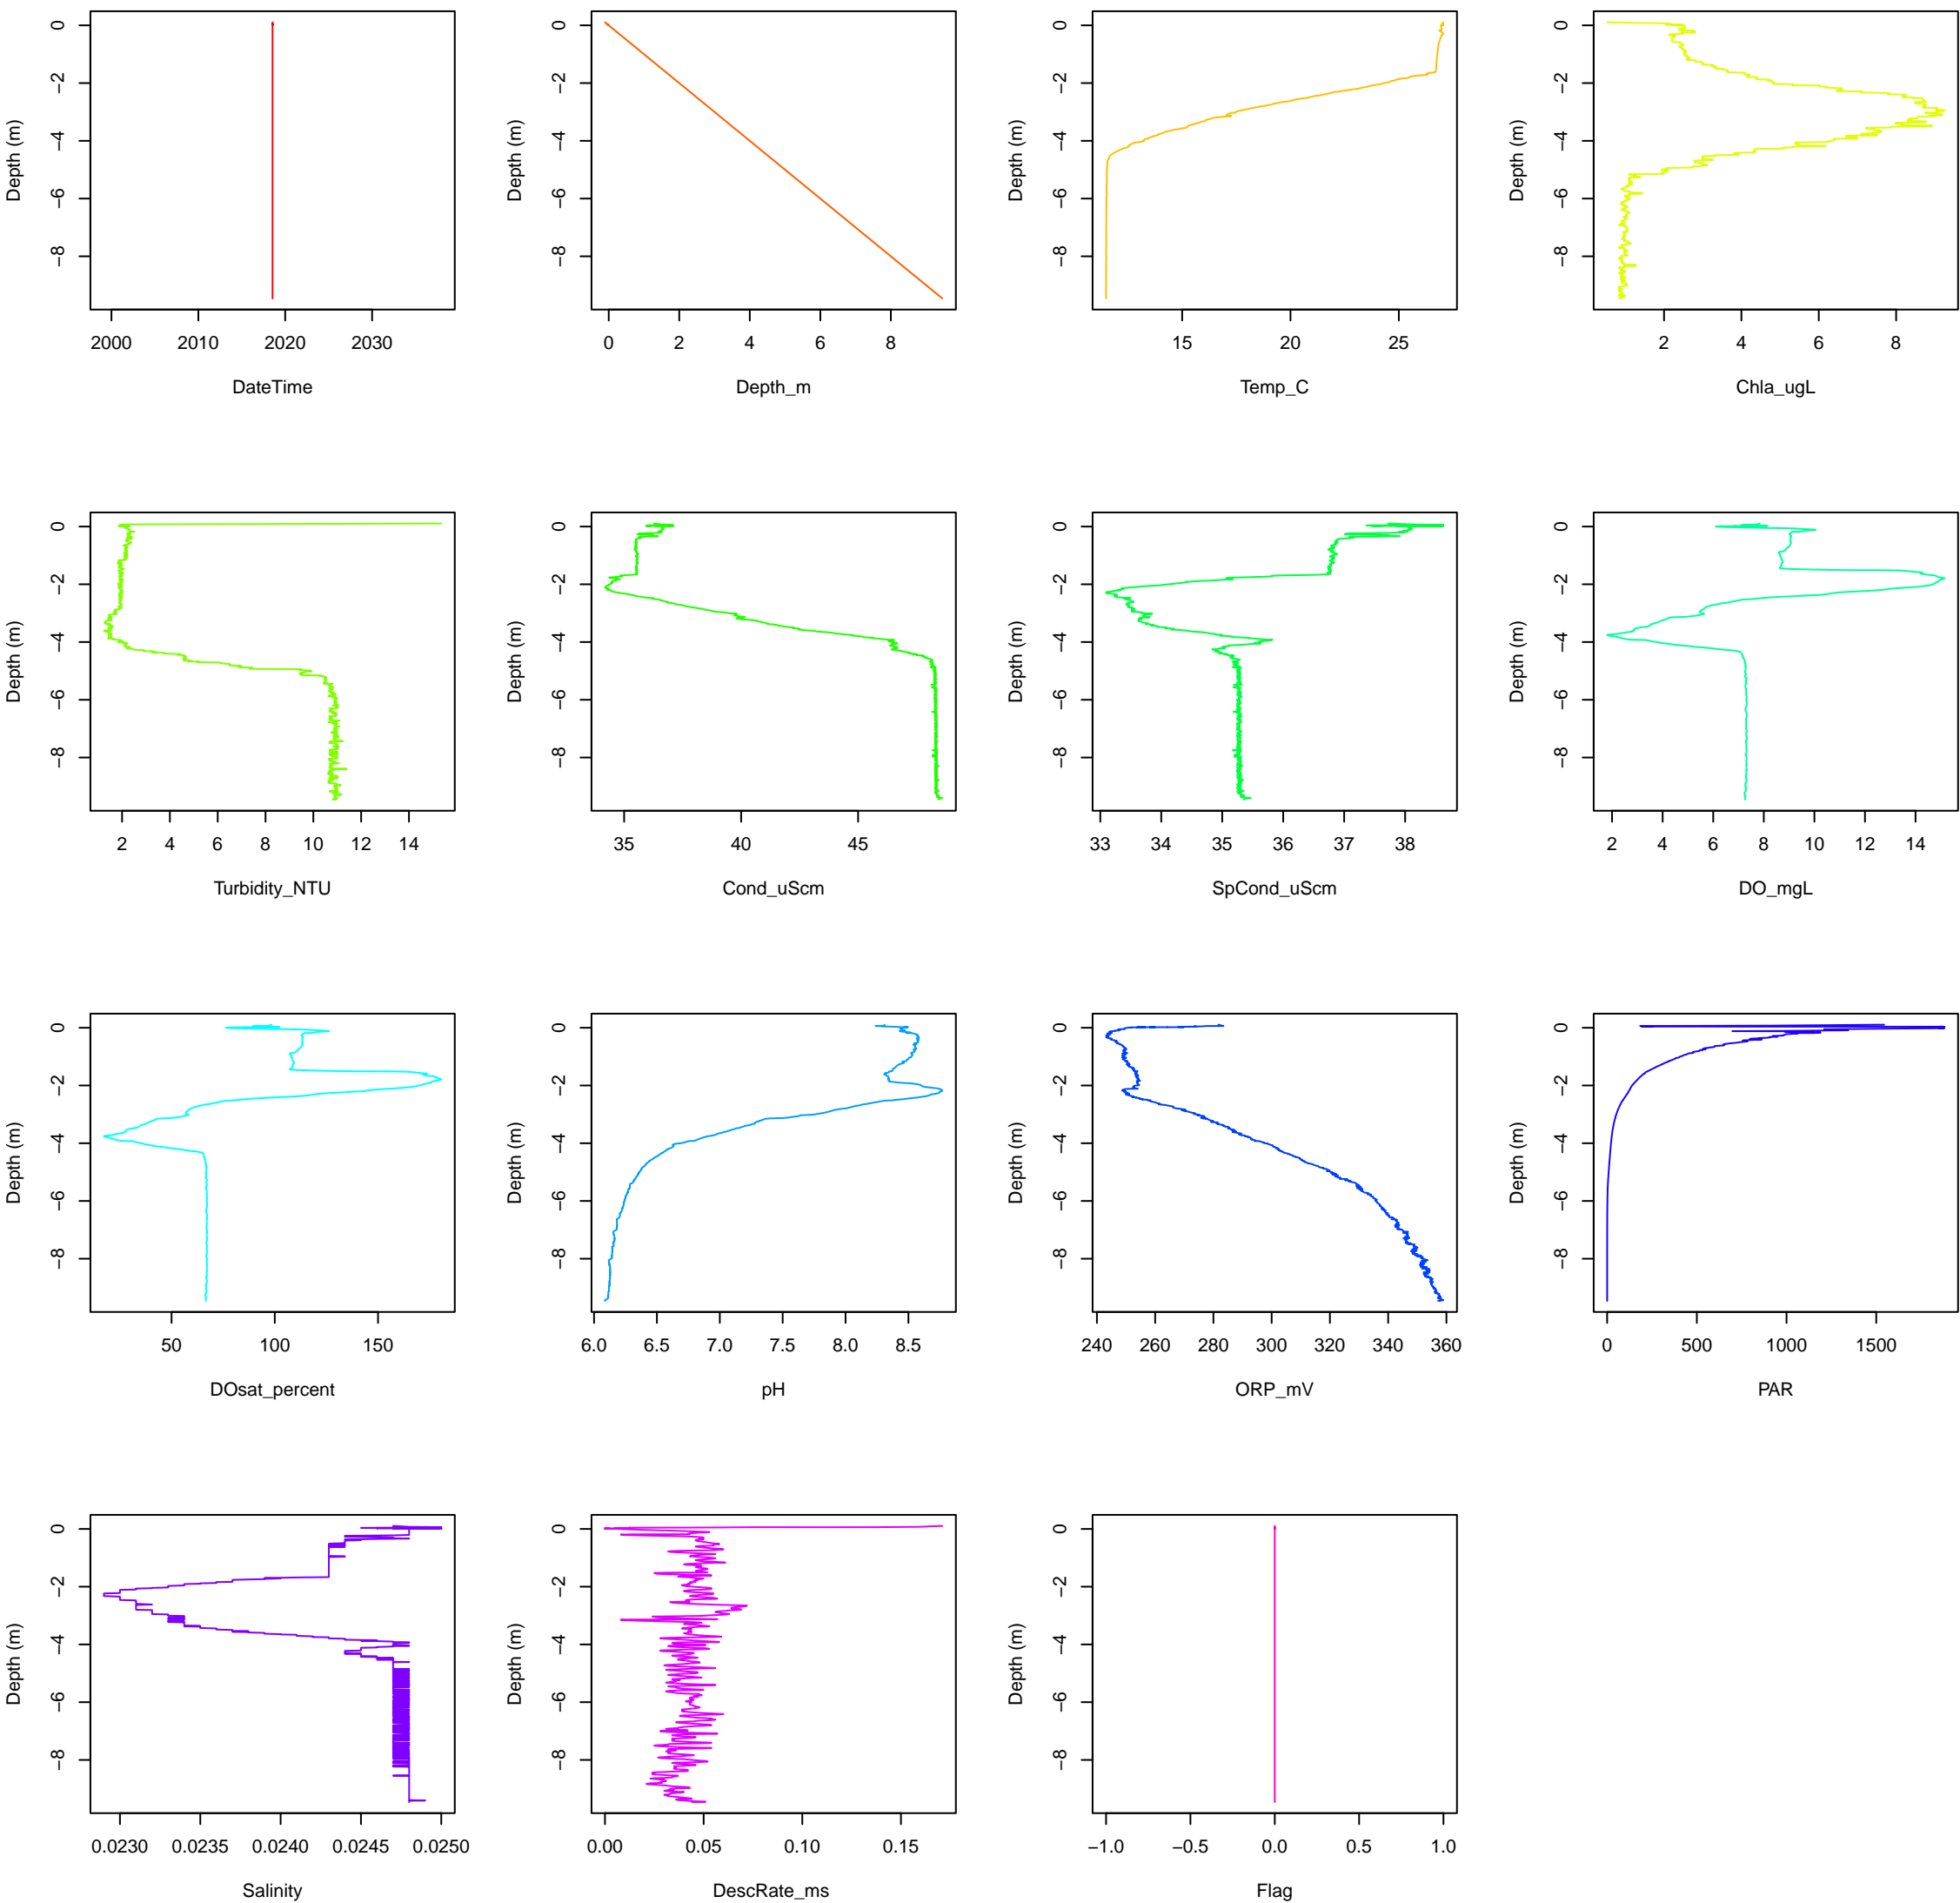 0 −2 −4 −6 −8
Depth (m)
2000 2010 2020 2030
DateTime
0 −2 −4 −6 −8
Depth (m)
0 2 4 6 8
Depth_m
0 −2 −4 −6 −8
Depth (m)
15 20 25
Temp_C
0 −2 −4 −6 −8
Depth (m)
2 4 6 8
Chla_ugL
0 −2 −4 −6 −8
Depth (m)
2 4 6 8 10 12 14
Turbidity_NTU
0 −2 −4 −6 −8
Depth (m)
35 40 45
Cond_uScm
0 −2 −4 −6 −8
Depth (m)
33 34 35 36 37 38
SpCond_uScm
0 −2 −4 −6 −8
Depth (m)
2 4 6 8 10 12 14
DO_mgL
0 −2 −4 −6 −8
Depth (m)
50 100 150
DOsat_percent
0 −2 −4 −6 −8
Depth (m)
6.0 6.5 7.0 7.5 8.0 8.5
pH
0 −2 −4 −6 −8
Depth (m)
240 260 280 300 320 340 360
ORP_mV
0 −2 −4 −6 −8
Depth (m)
0 500 1000 1500
PAR
0 −2 −4 −6 −8
Depth (m)
0.0230 0.0235 0.0240 0.0245 0.0250
Salinity
0 −2 −4 −6 −8
Depth (m)
0.00 0.05 0.10 0.15
DescRate_ms
0 −2 −4 −6 −8
Depth (m)
−1.0 −0.5 0.0 0.5 1.0
Flag